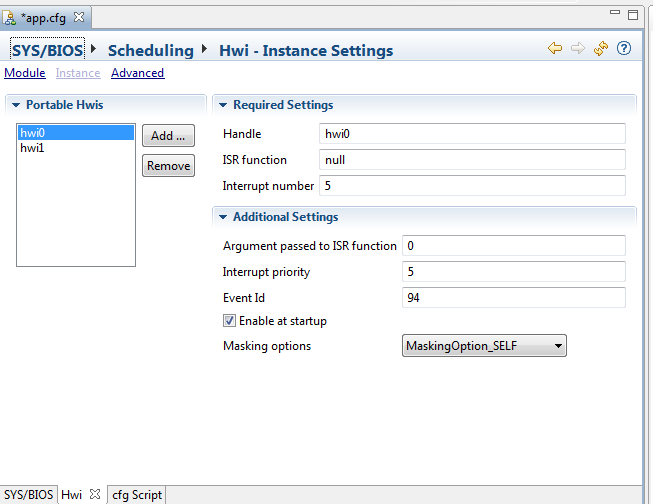 *app.cfg
SYS/BIOS Scheduling Hwi - Instance Settings
Module Instance Advanced
Portable Hwis
hwi0
hwi1
Add ...
Remove
Required Settings
Handle hwi0
ISR function null
Interrupt number 5
Additional Settings
Argument passed to ISR function 0
Interrupt priority 5
Event Id 94
Enable at startup
Masking options MaskingOption_SELF
SYS/BIOS Hwi cfg Script